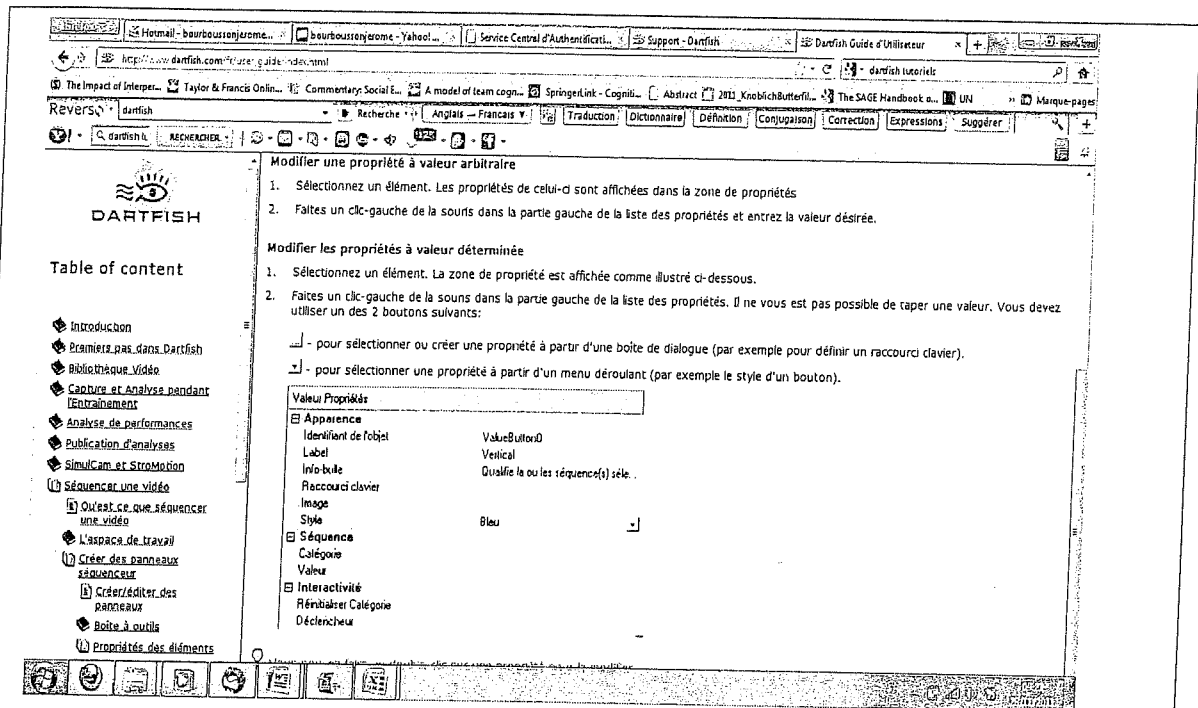 Hotmail - bourboussonjerome... bourboussonjerome - Yahoo! ... Service Central d'Authentificati... Support - Dartfish Dartfish Guide d'Utilisateur
dartfish tutoriels
The Impact of Interper... Taylor & Francis Onlin... Commentary: Social E... A model of team cogn... SpringerLink - Cogniti... Abstract 2011_KnoblichButterfil... The SAGE Handbook o... UN » Marque-pages
Reverso dartfish Recherche Anglais — Francais Traduction Dictionnaire Définition Conjugaison Correction Expressions Suggérer
dartfish t RECHERCHER
DARTFISH
Table of content
Introduction
Premiers pas dans Dartfish
Bibliothèque Vidéo
Capture et Analyse pendant
l'Entraînement
Analyse de performances
Publication d'analyses
SimulCam et StroMotion
Séquencer une vidéo
Qu'est ce que séquencer
une vidéo
L'espace de travail
Créer des panneaux
séquenceur
Créer/éditer des
panneaux
Boîte à outils
Propriétés des éléments
Modifier une propriété à valeur arbitraire
1. Sélectionnez un élément. Les propriétés de celui-ci sont affichées dans la zone de propriétés
2. Faites un clic-gauche de la souris dans la partie gauche de la liste des propriétés et entrez la valeur désirée.
Modifier les propriétés à valeur déterminée
1. Sélectionnez un élément. La zone de propriété est affichée comme illustré ci-dessous.
2. Faites un clic-gauche de la souris dans la partie gauche de la liste des propriétés. Il ne vous est pas possible de taper une valeur. Vous devez
utiliser un des 2 boutons suivants:
... - pour sélectionner ou créer une propriété à partir d'une boîte de dialogue (par exemple pour définir un raccourci clavier).
- pour sélectionner une propriété à partir d'un menu déroulant (par exemple le style d'un bouton).
Valeur Propriétés
Apparence
Identifiant de l'objet ValueButton0
Label Vertical
Info-bulle Qualifie la ou les séquence(s) séle...
Raccourci clavier
Image
Style Bleu
Séquence
Catégorie
Valeur
Interactivité
Réinitialiser Catégorie
Déclencheur